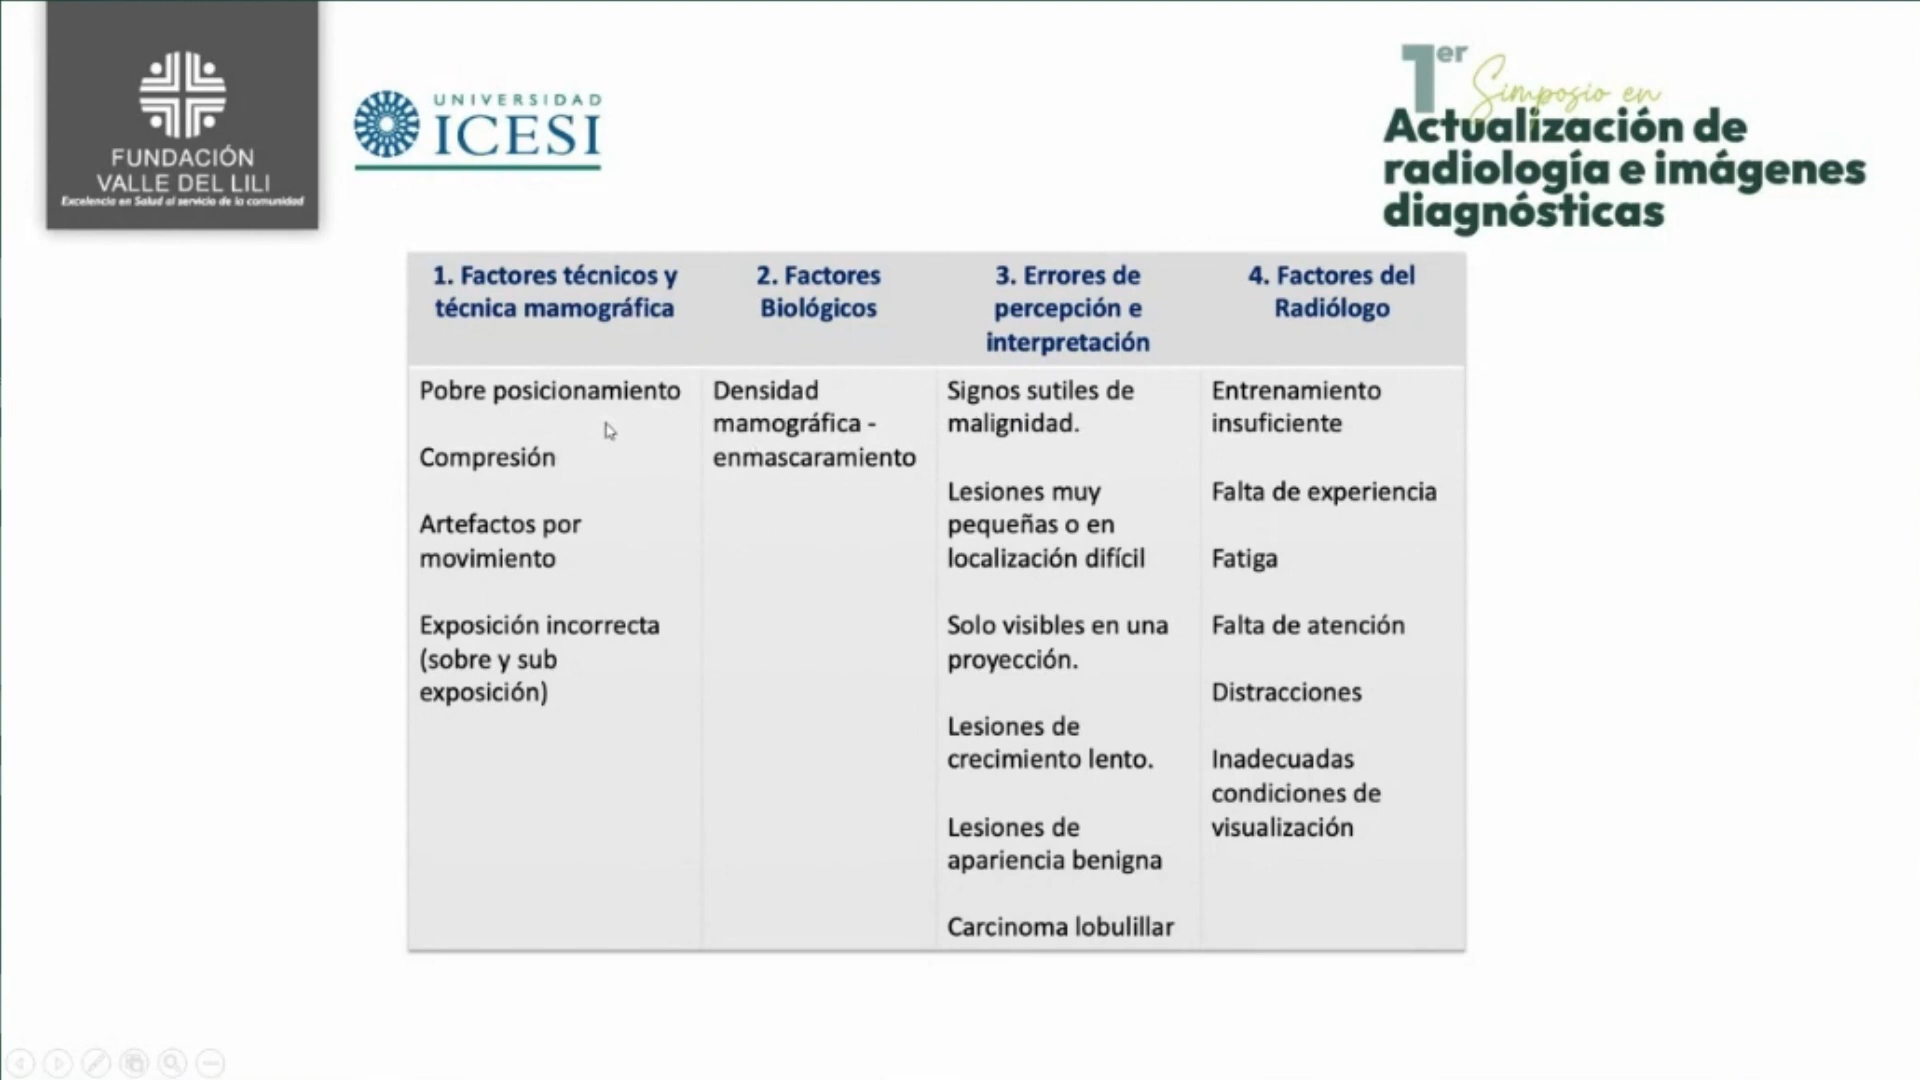 FUNDACIÓN
VALLE DEL LILI
Excelencia en Salud al servicio de la comunidad
UNIVERSIDAD
ICESI
1er
Simposio en
Actualización de
radiología e imágenes
diagnósticas
1. Factores técnicos y
técnica mamográfica
2. Factores
Biológicos
3. Errores de
percepción e
interpretación
4. Factores del
Radiólogo
Pobre posicionamiento
Compresión
Artefactos por
movimiento
Exposición incorrecta
(sobre y sub
exposición)
Densidad
mamográfica -
enmascaramiento
Signos sutiles de
malignidad.
Lesiones muy
pequeñas o en
localización difícil
Solo visibles en una
proyección.
Lesiones de
crecimiento lento.
Lesiones de
apariencia benigna
Carcinoma lobulillar
Entrenamiento
insuficiente
Falta de experiencia
Fatiga
Falta de atención
Distracciones
Inadecuadas
condiciones de
visualización